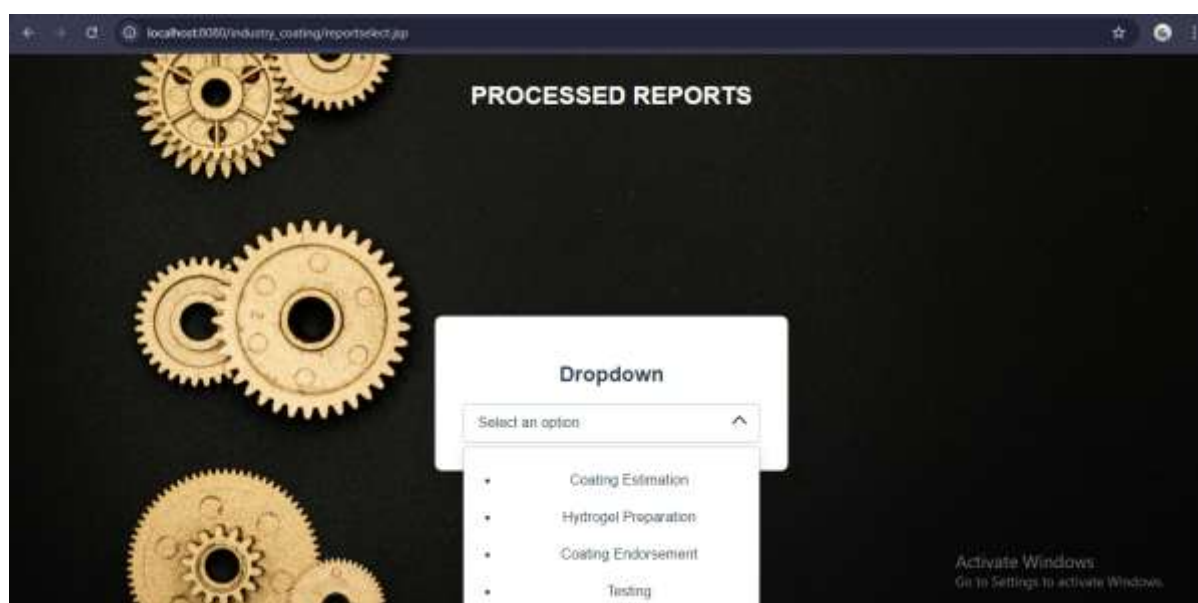 localhost:8080/industry_coating/reportselect.jsp
PROCESSED REPORTS
Dropdown
Select an option
Coating Estimation
Hydrogel Preparation
Coating Endorsement
Testing
Activate Windows
Go to Settings to activate Windows.